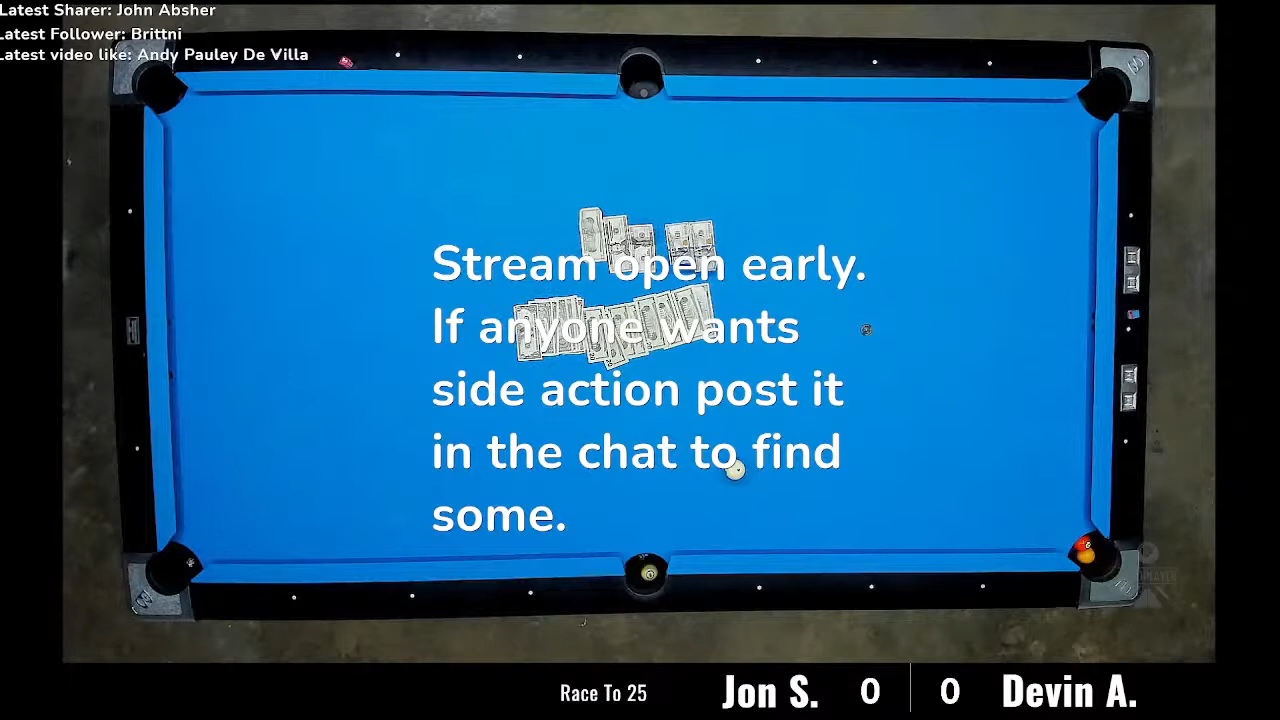 Latest Sharer: John Absher
Latest Follower: Brittni
Latest video like: Andy Pauley De Villa
Stream open early.
If anyone wants
side action post it
in the chat to find
some.
Race To 25
Jon S. 0 0 Devin A.